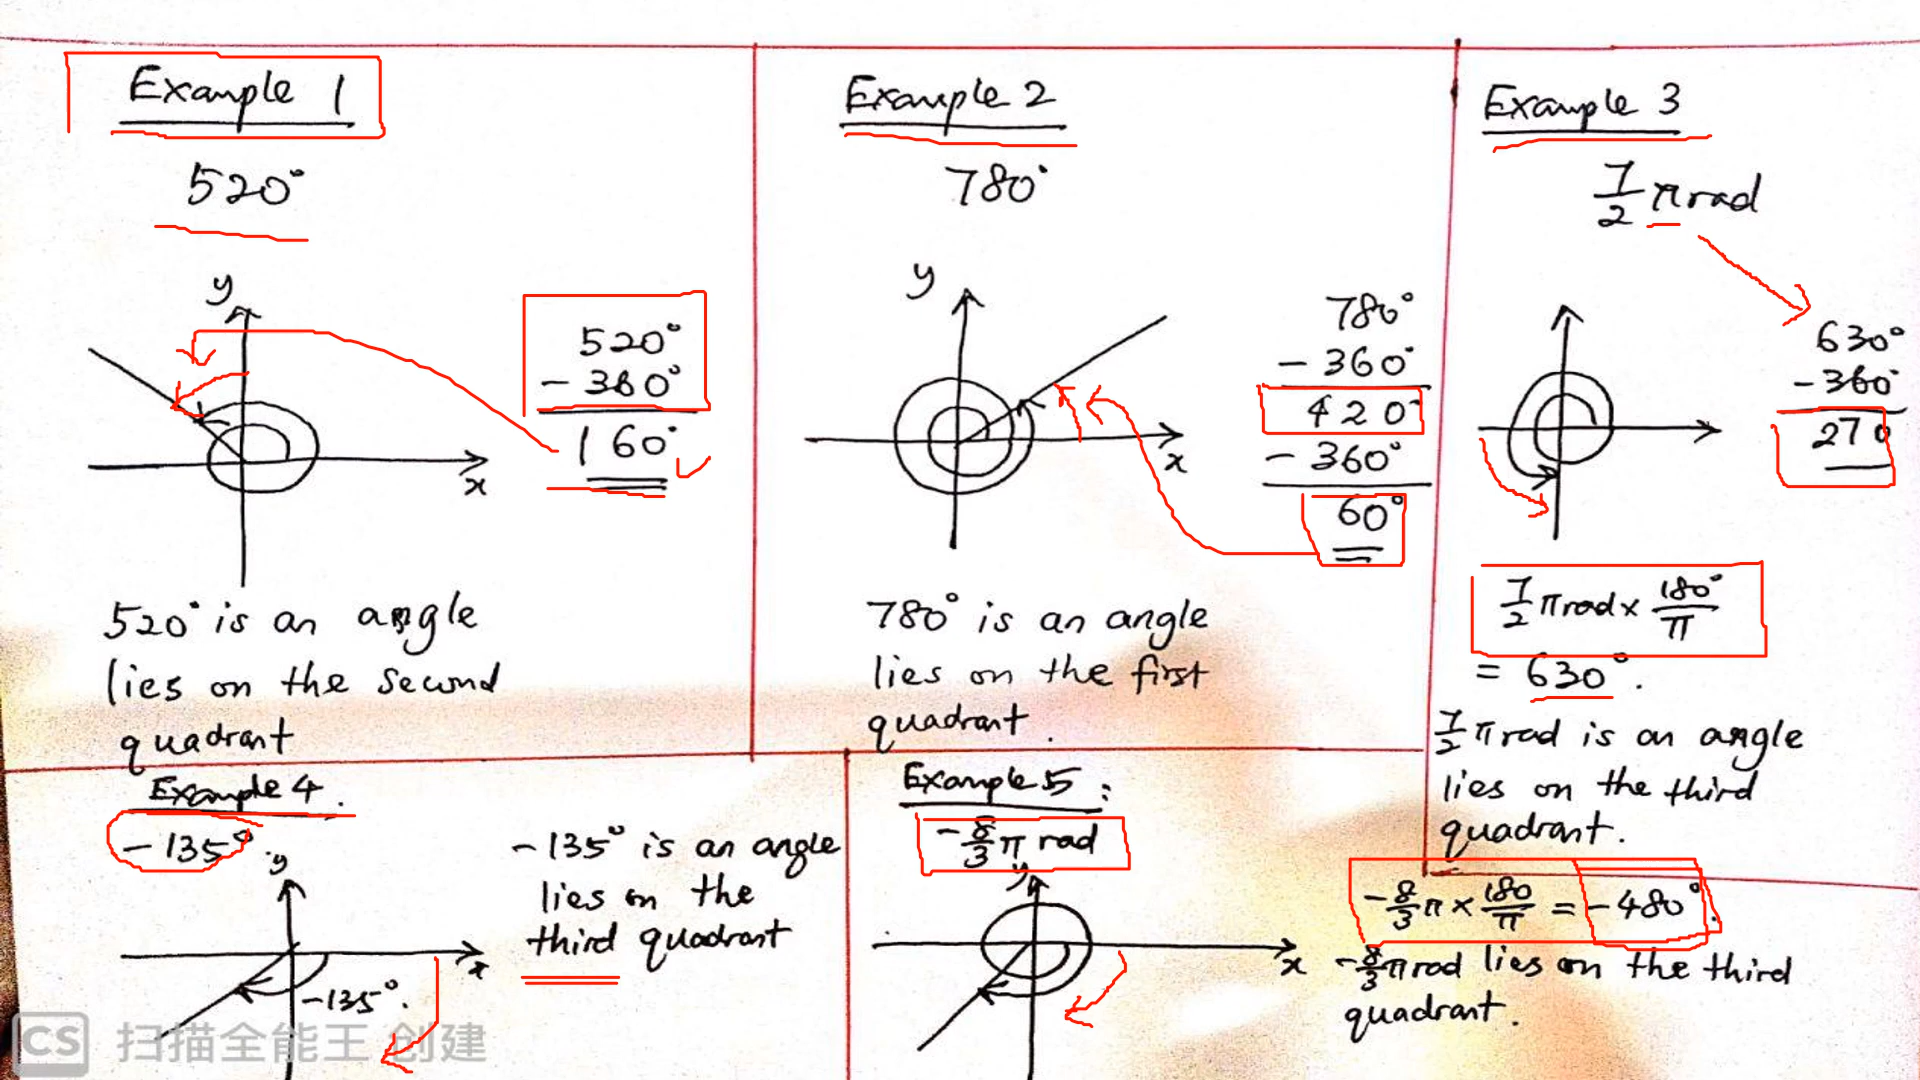 Example 1
520°
y
x
520°
- 360°
160°
520° is an angle
lies on the second
quadrant
Example 2
780°
y
x
780°
- 360°
420°
- 360°
60°
780° is an angle
lies on the first
quadrant.
Example 3
7/2 π rad
630°
- 360°
270
7/2 π rad × 180°/π
= 630°.
7/2 π rad is an angle
lies on the third
quadrant.
Example 4.
-135°.
y
x
-135°.
-135° is an angle
lies on the
third quadrant
Example 5:
-8/3 π rad
y
x
-8/3 π × 180/π = -480°.
-8/3 π rad lies on the third
quadrant.
CS 扫描全能王 创建